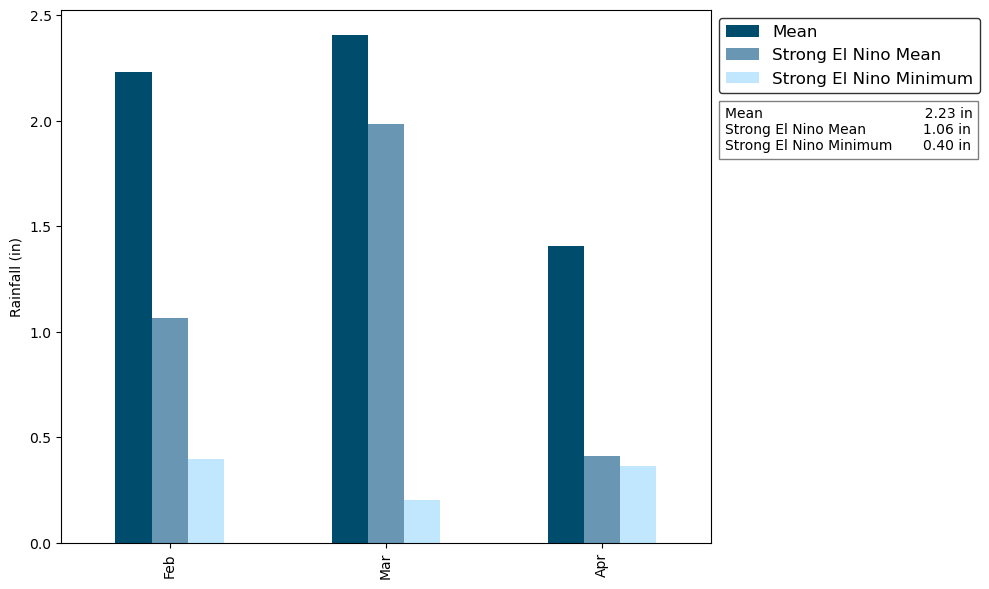 2.5
2.0
1.5
1.0
0.5
0.0
Rainfall (in)
Feb
Mar
Apr
Mean
Strong El Nino Mean
Strong El Nino Minimum
Mean 2.23 in
Strong El Nino Mean 1.06 in
Strong El Nino Minimum 0.40 in